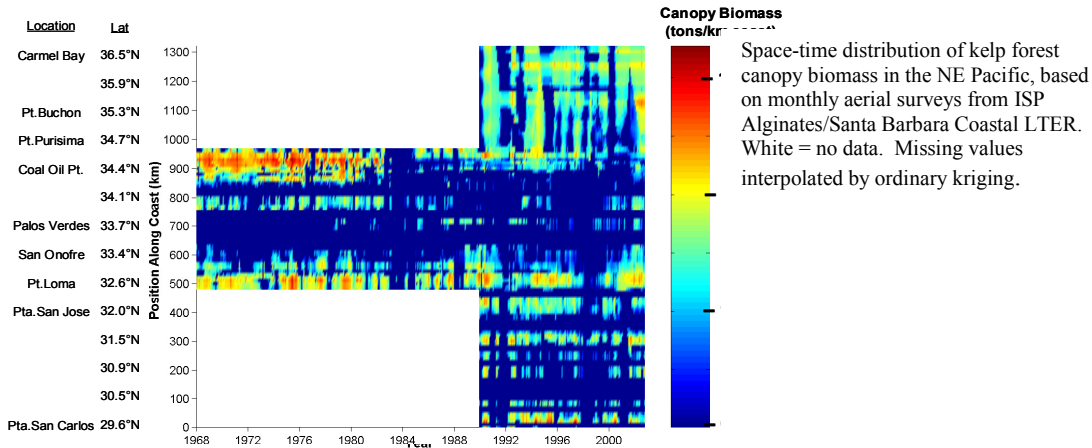 Location Lat
Carmel Bay 36.5°N
35.9°N
Pt.Buchon 35.3°N
Pt.Purisima 34.7°N
Coal Oil Pt. 34.4°N
34.1°N
Palos Verdes 33.7°N
San Onofre 33.4°N
Pt.Loma 32.6°N
Pta.San Jose 32.0°N
31.5°N
30.9°N
30.5°N
Pta.San Carlos 29.6°N
Position Along Coast (km)
1300
1200
1100
1000
900
800
700
600
500
400
300
200
100
0
1968 1972 1976 1980 1984 1988 1992 1996 2000
Year
Canopy Biomass
(tons/km coast)
Space-time distribution of kelp forest
canopy biomass in the NE Pacific, based
on monthly aerial surveys from ISP
Alginates/Santa Barbara Coastal LTER.
White = no data. Missing values
interpolated by ordinary kriging.